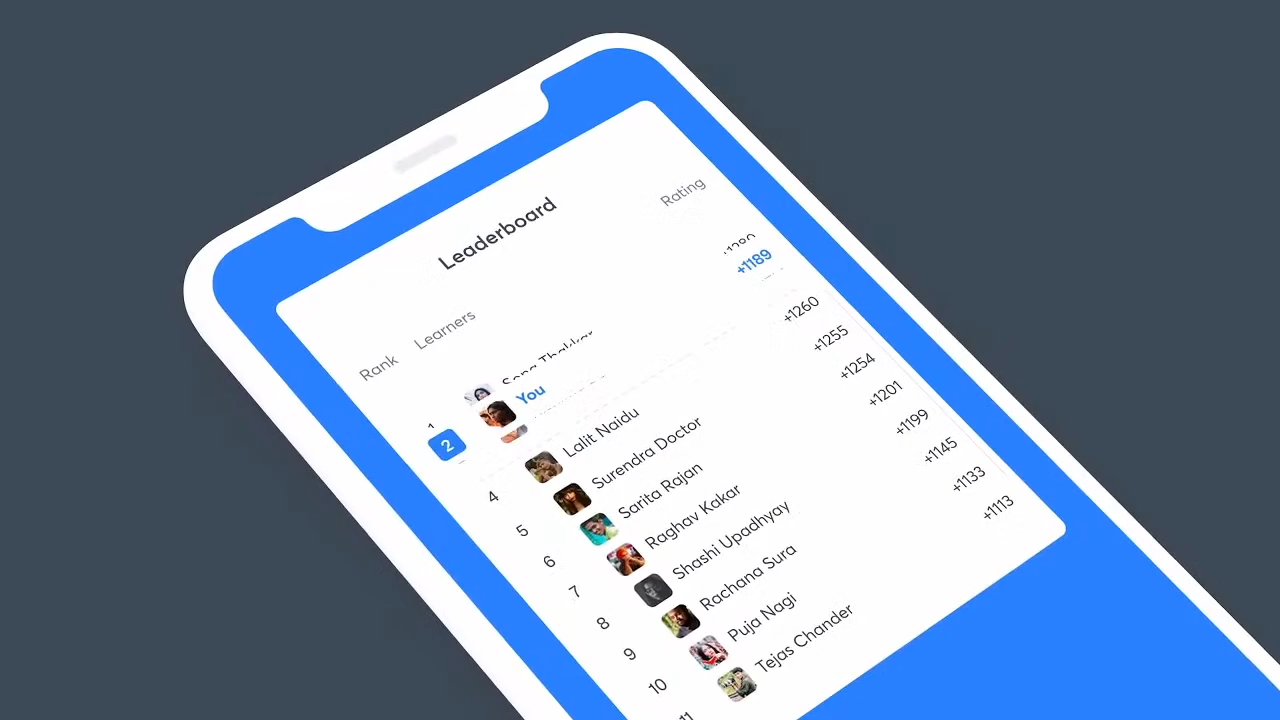 Leaderboard
Rank Learners Rating
1
2 You +1189
4 Lalit Naidu +1260
5 Surendra Doctor +1255
6 Sarita Rajan +1254
7 Raghav Kakar +1201
8 Shashi Upadhyay +1199
9 Rachana Sura +1145
10 Puja Nagi +1133
11 Tejas Chander +1113